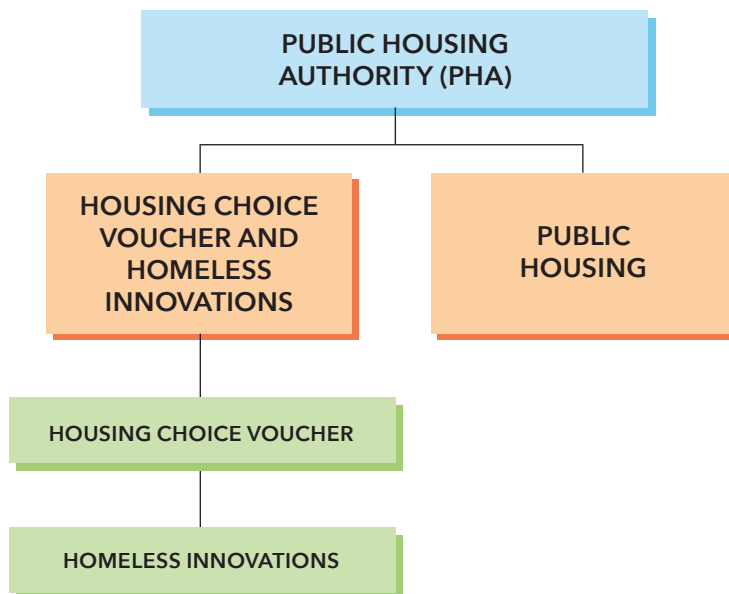 PUBLIC HOUSING
AUTHORITY (PHA)
HOUSING CHOICE
VOUCHER AND
HOMELESS
INNOVATIONS
PUBLIC
HOUSING
HOUSING CHOICE VOUCHER
HOMELESS INNOVATIONS